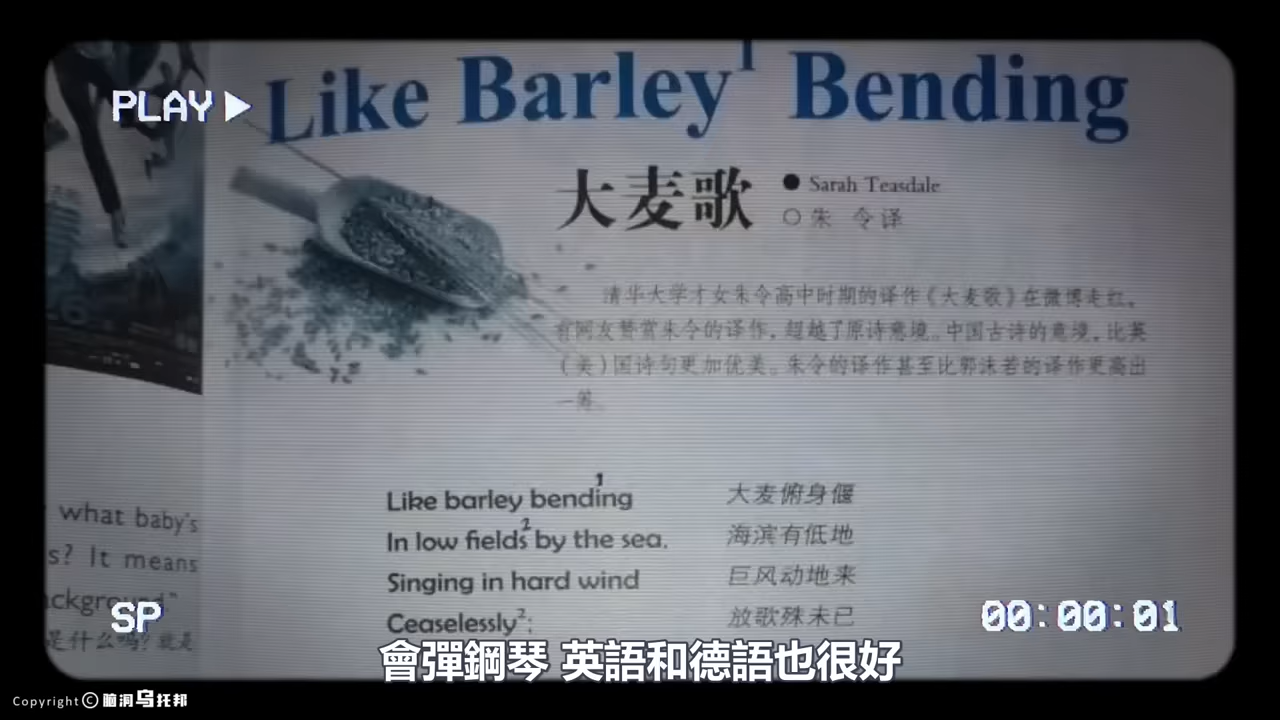 Like Barley¹ Bending
PLAY
大麦歌
● Sarah Teasdale
○ 朱 令译
清华大学才女朱令高中时期的译作《大麦歌》在微博走红,
有网友赞赏朱令的译作,超越了原诗意境。中国古诗的意境,比英
(美)国诗句更加优美。朱令的译作甚至比郭沫若的译作更高出
一筹。
Like barley bending¹
大麦俯身偃
In low fields² by the sea,
海滨有低地
Singing in hard wind
巨风动地来
Ceaselessly²;
放歌殊未已
what baby's
s? It means
ckground."
是什么吗?就是
SP
00:00:01
會彈鋼琴 英語和德語也很好
Copyright © 脑洞乌托邦